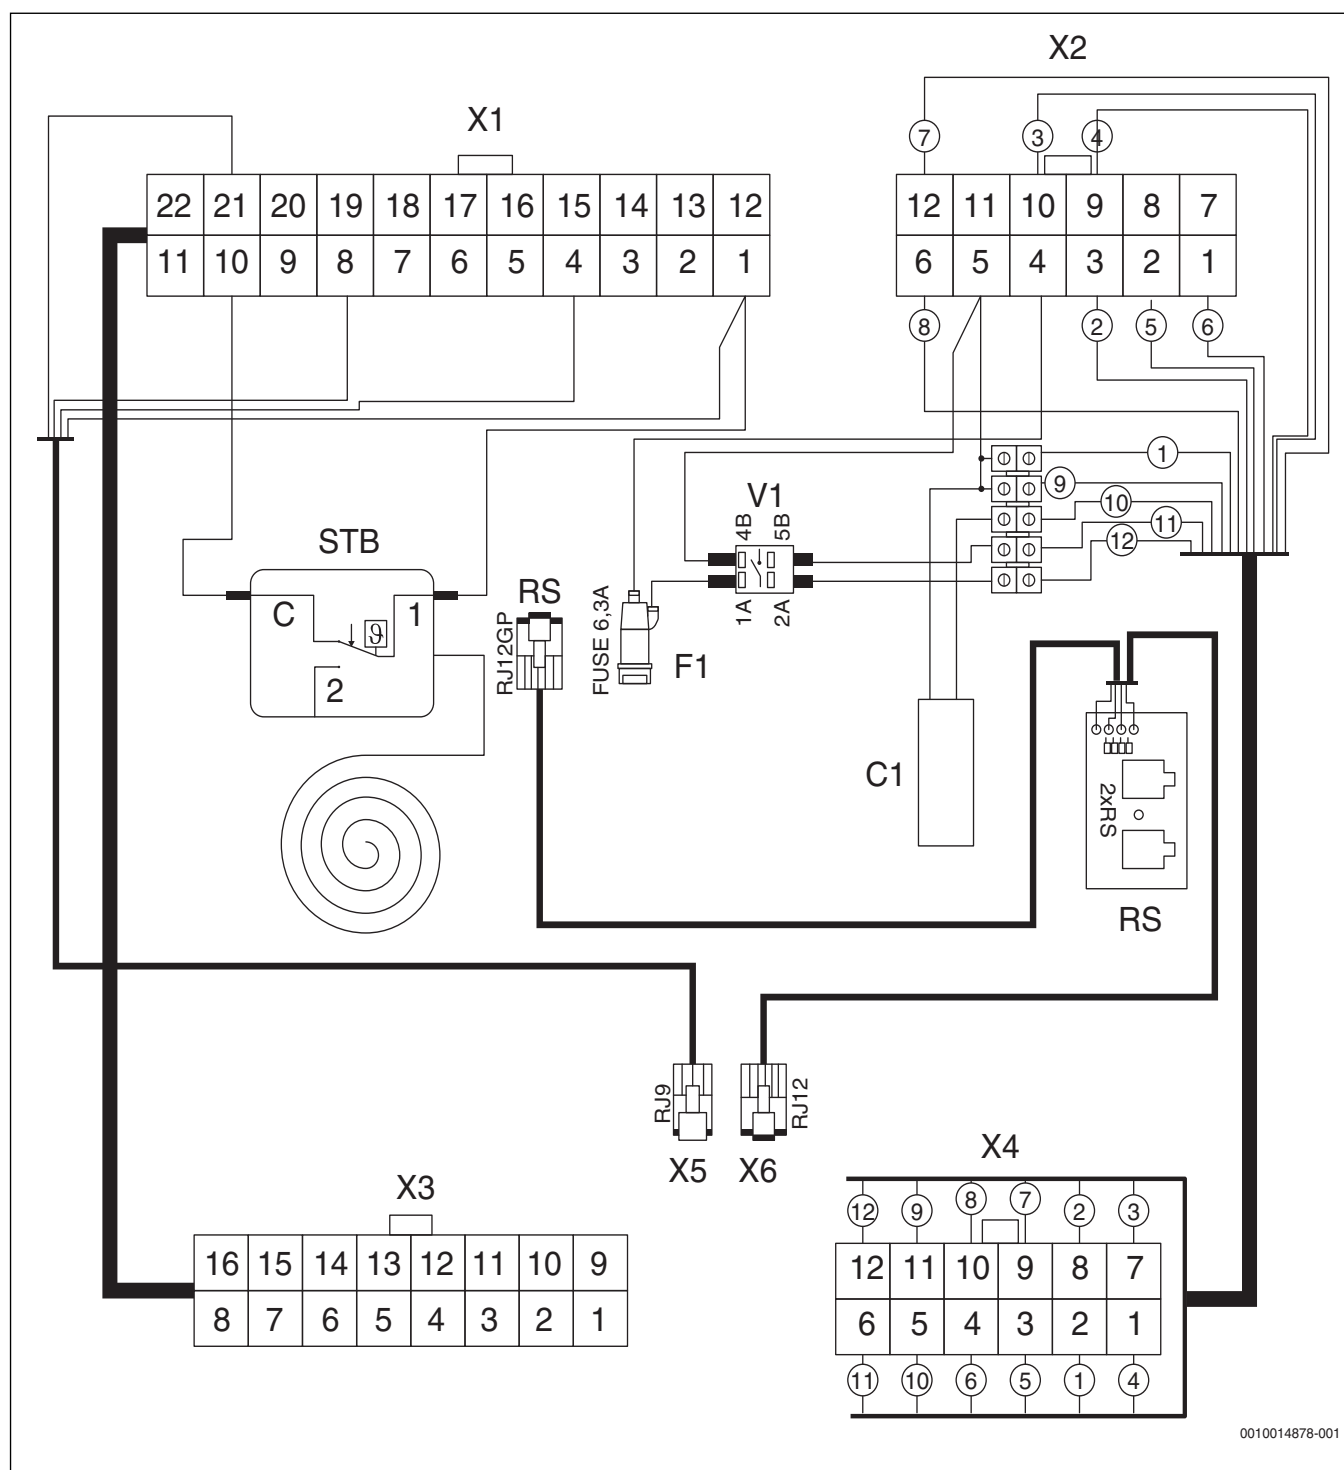 X2
X1
7
3
4
22 21 20 19 18 17 16 15 14 13 12
11 10 9 8 7 6 5 4 3 2 1
12 11 10 9 8 7
6 5 4 3 2 1
8
2
5
6
1
9
10
11
12
V1
4B
5B
1A
2A
STB
C
1
ϑ
2
RS
RJ12GP
FUSE 6,3A
F1
C1
2xRS
RS
RJ9
RJ12
X5
X6
X3
16 15 14 13 12 11 10 9
8 7 6 5 4 3 2 1
X4
12 9 8 7 2 3
12 11 10 9 8 7
6 5 4 3 2 1
11 10 6 5 1 4
0010014878-001